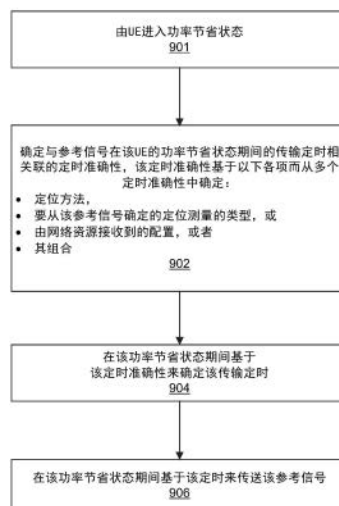 由UE进入功率节省状态
901
确定与参考信号在该UE的功率节省状态期间的传输定时相
关联的定时准确性，该定时准确性基于以下各项而从多个
定时准确性中确定：
• 定位方法，
• 要从该参考信号确定的定位测量的类型，或
• 由网络资源接收到的配置，或者
• 其组合
902
在该功率节省状态期间基于
该定时准确性来确定该传输定时
904
在该功率节省状态期间基于该定时来传送该参考信号
906